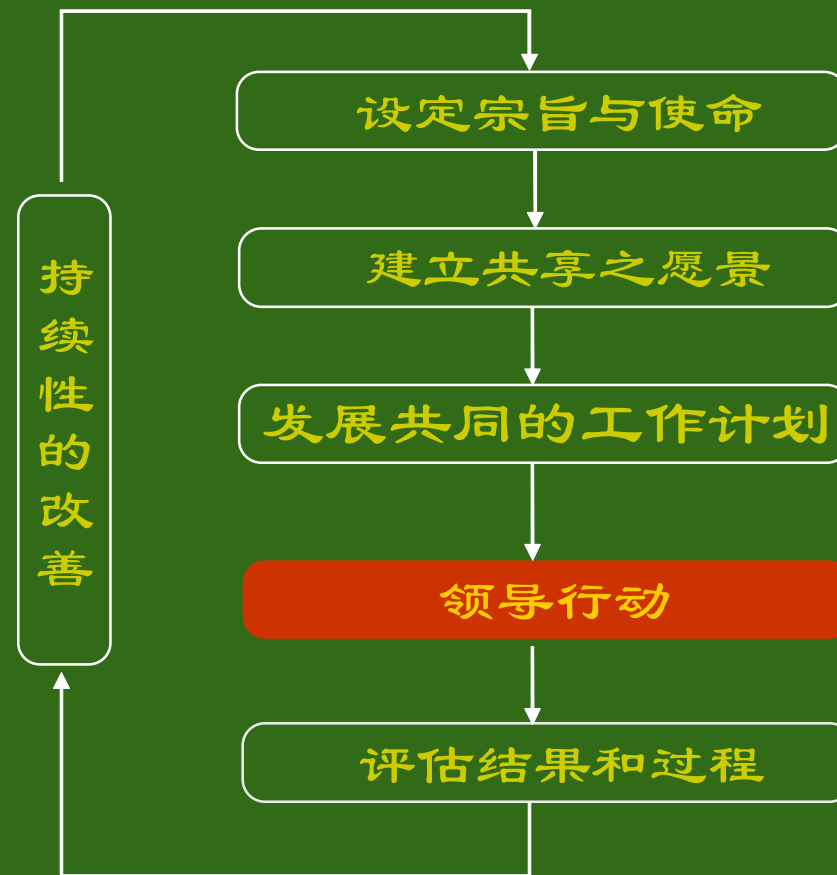 设定宗旨与使命
建立共享之愿景
发展共同的工作计划
领导行动
评估结果和过程
持续性的改善